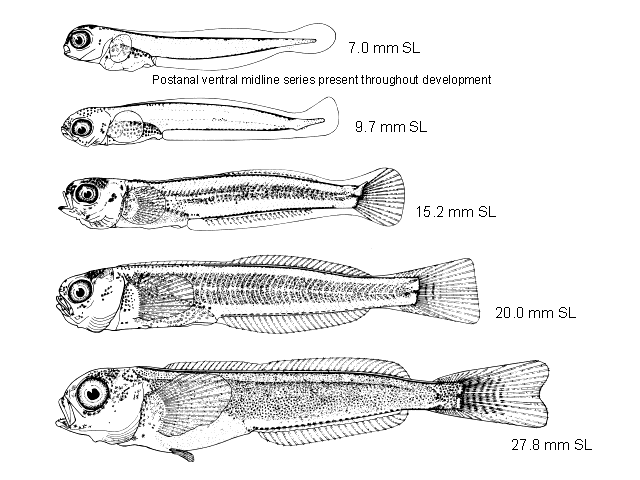 7.0 mm SL
Postanal ventral midline series present throughout development
9.7 mm SL
15.2 mm SL
20.0 mm SL
27.8 mm SL